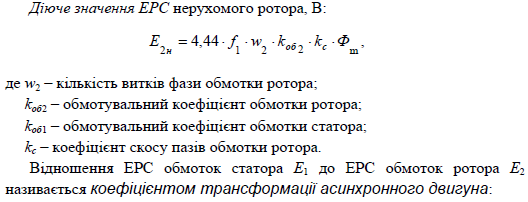 Діюче значення ЕРС нерухомого ротора, В:
E₂н = 4,44 · f₁ · w₂ · kоб2 · kс · Фm,
де w₂ – кількість витків фази обмотки ротора;
kоб2 – обмотувальний коефіцієнт обмотки ротора;
kоб1 – обмотувальний коефіцієнт обмотки статора;
kс – коефіцієнт скосу пазів обмотки ротора.
Відношення ЕРС обмоток статора E₁ до ЕРС обмоток ротора E₂
називається коефіцієнтом трансформації асинхронного двигуна: